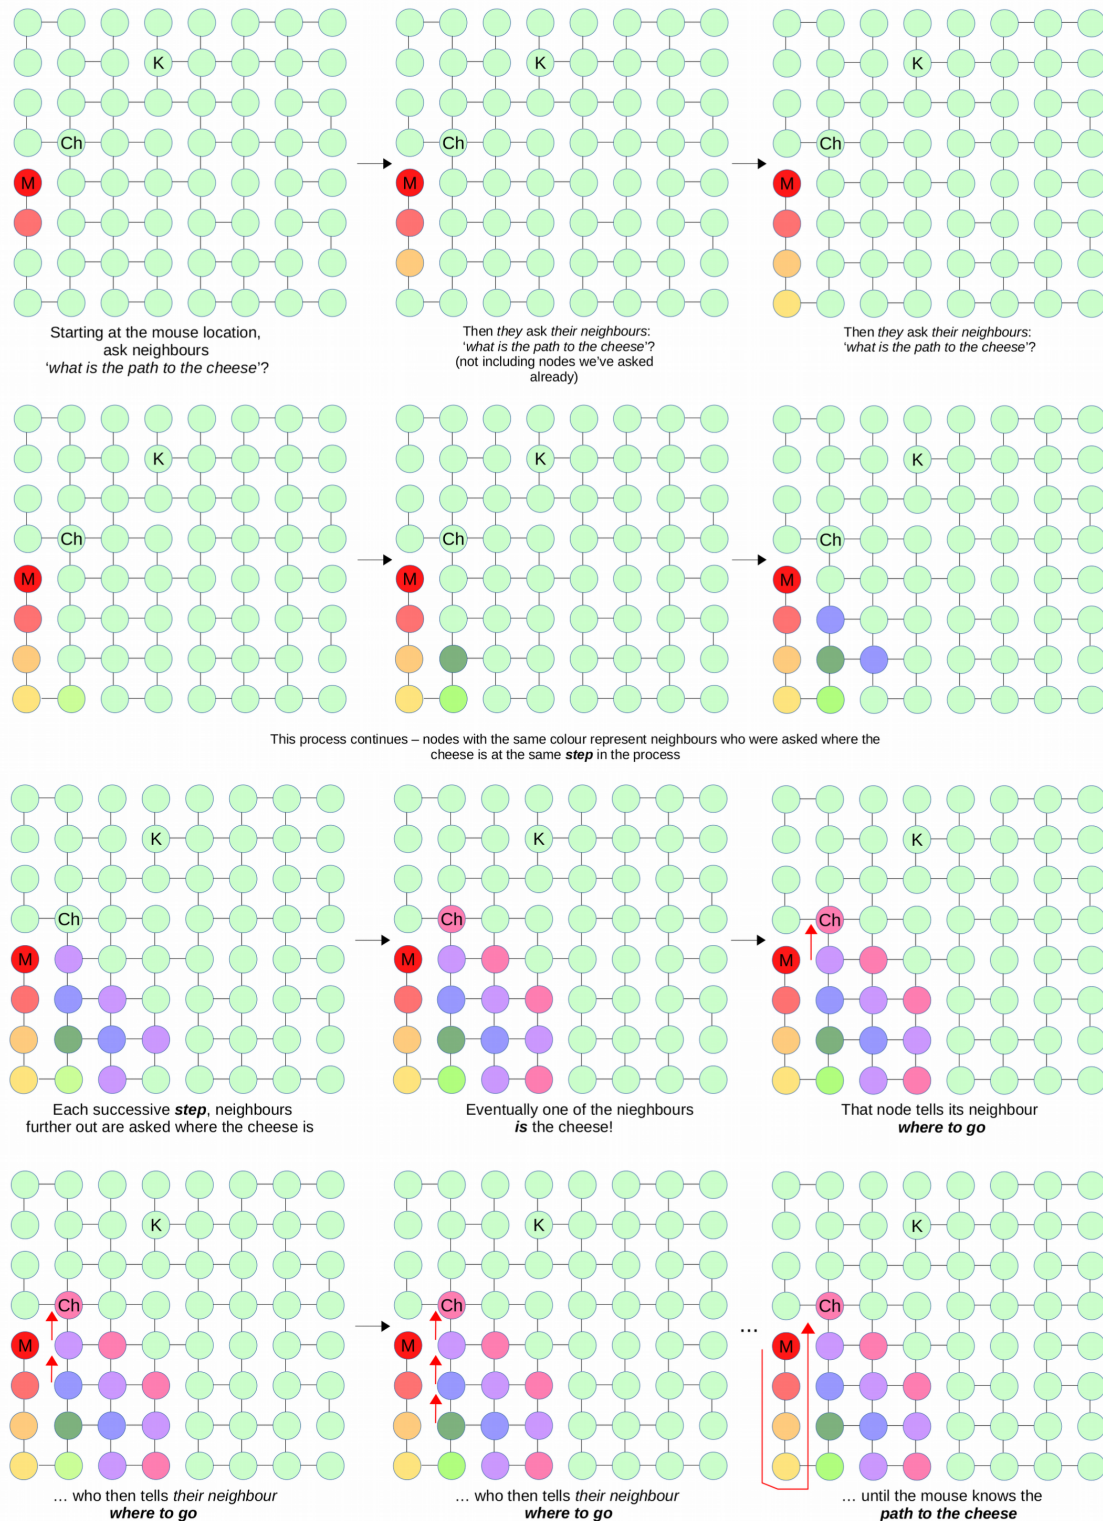 K
K
K
Ch
Ch
Ch
M
M
M
Starting at the mouse location,
ask neighbours
‘what is the path to the cheese’?
Then they ask their neighbours:
‘what is the path to the cheese’?
(not including nodes we’ve asked
already)
Then they ask their neighbours:
‘what is the path to the cheese’?
K
K
K
Ch
Ch
Ch
M
M
M
This process continues – nodes with the same colour represent neighbours who were asked where the
cheese is at the same step in the process
K
K
K
Ch
Ch
Ch
M
M
M
Each successive step, neighbours
further out are asked where the cheese is
Eventually one of the nieghbours
is the cheese!
That node tells its neighbour
where to go
K
K
K
Ch
Ch
Ch
M
M
...
M
... who then tells their neighbour
where to go
... who then tells their neighbour
where to go
... until the mouse knows the
path to the cheese